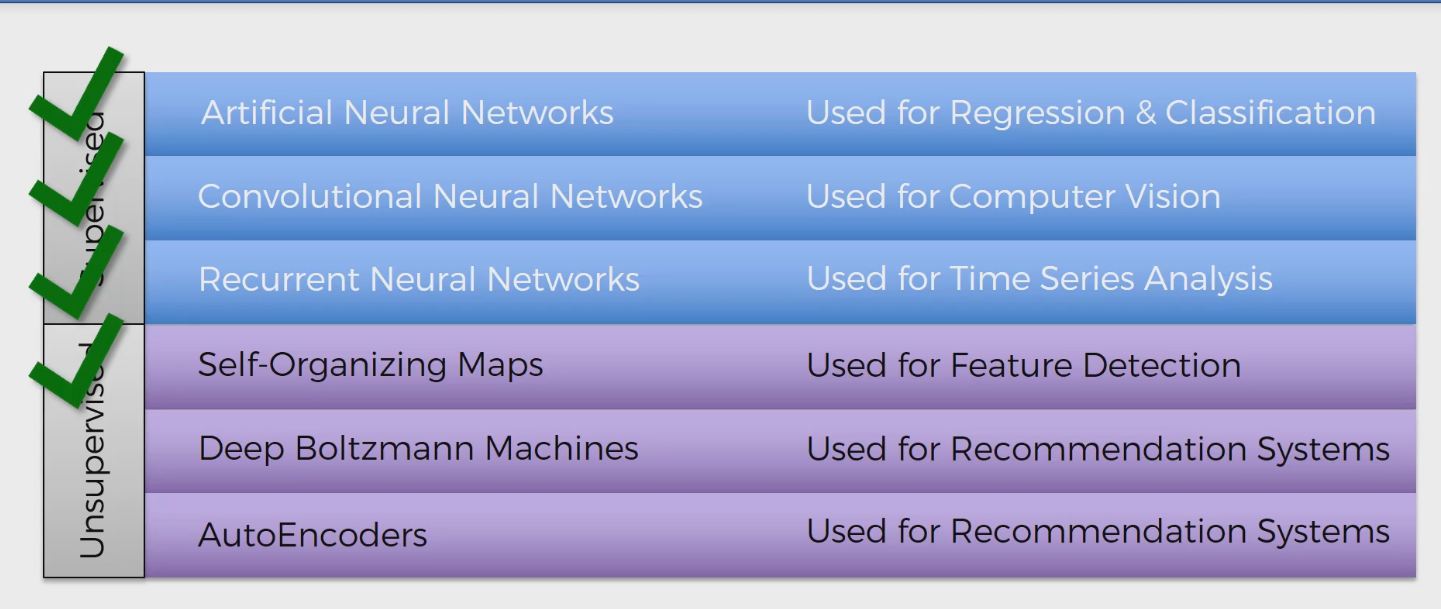 Supervised
Artificial Neural Networks Used for Regression & Classification
Convolutional Neural Networks Used for Computer Vision
Recurrent Neural Networks Used for Time Series Analysis
Unsupervised
Self-Organizing Maps Used for Feature Detection
Deep Boltzmann Machines Used for Recommendation Systems
AutoEncoders Used for Recommendation Systems